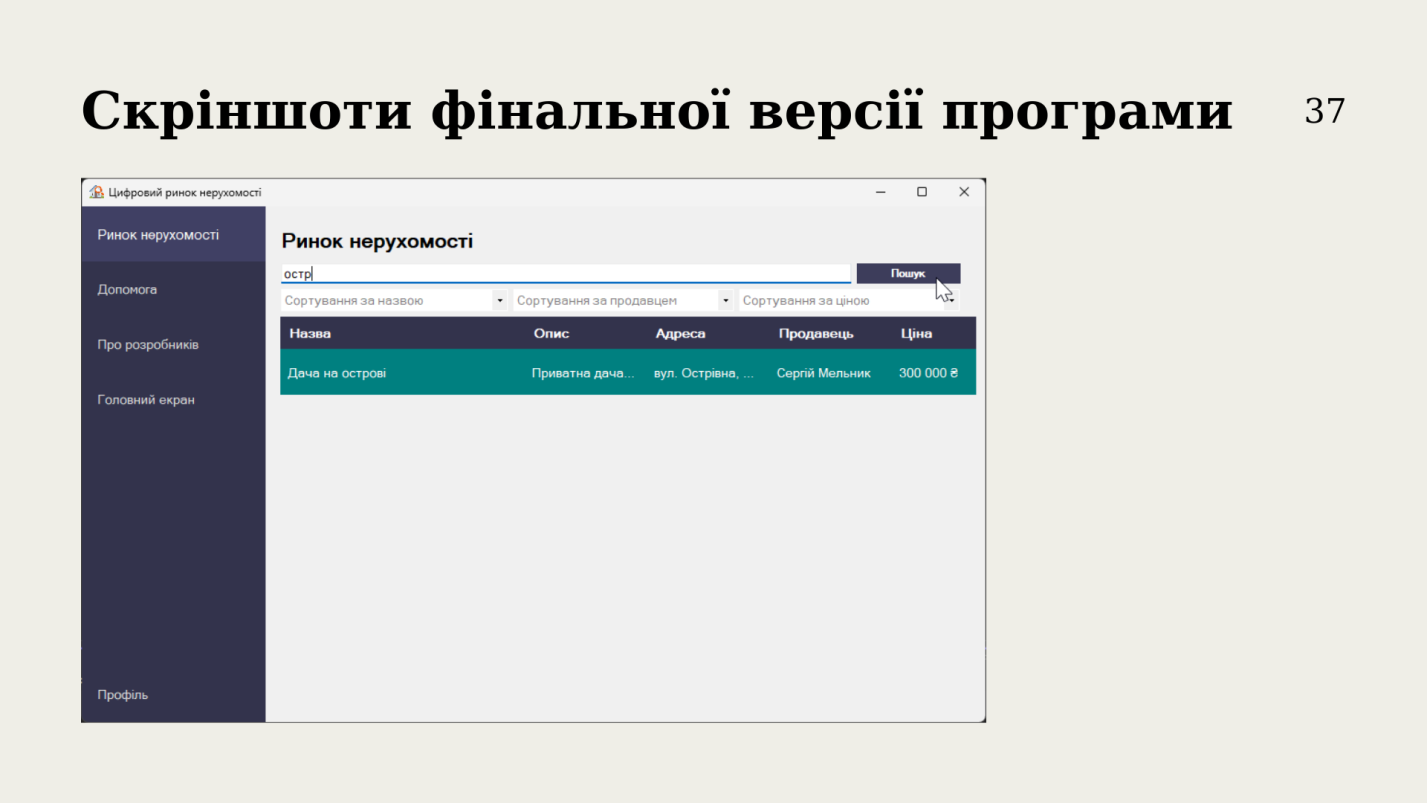 Скріншоти фінальної версії програми 37
Цифровий ринок нерухомості
Ринок нерухомості
Допомога
Про розробників
Головний екран
Профіль
Ринок нерухомості
остр Пошук
Сортування за назвою Сортування за продавцем Сортування за ціною
Назва Опис Адреса Продавець Ціна
Дача на острові Приватна дача... вул. Острівна, ... Сергій Мельник 300 000 ₴